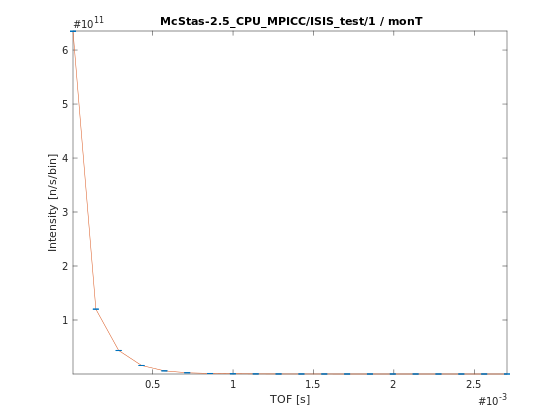 McStas-2.5_CPU_MPICC/ISIS_test/1 / monT
#10^11
6
5
4
3
2
1
Intensity [n/s/bin]
0.5 1 1.5 2 2.5
#10^-3
TOF [s]